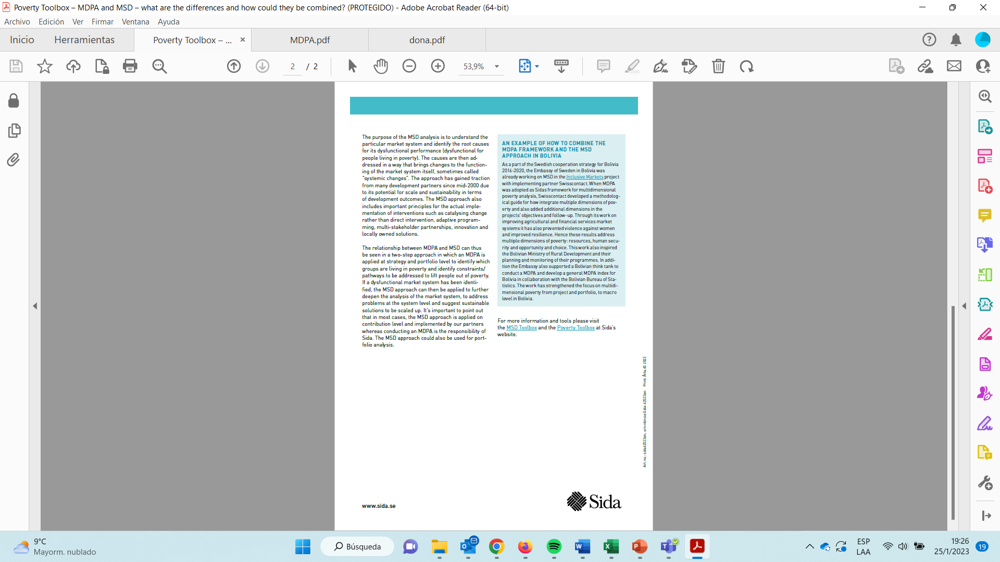 Poverty Toolbox – MDPA and MSD – what are the differences and how could they be combined? (PROTEGIDO) - Adobe Acrobat Reader (64-bit)
Archivo Edición Ver Firmar Ventana Ayuda
Inicio Herramientas Poverty Toolbox – ... × MDPA.pdf dona.pdf
2 / 2 53,9%
The purpose of the MSD analysis is to understand the
particular market system and identify the root causes
for its dysfunctional performance (dysfunctional for
people living in poverty). The causes are then ad-
dressed in a way that brings changes to the function-
ing of the market system itself, sometimes called
“systemic changes”. The approach has gained traction
from many development partners since mid-2000 due
to its potential for scale and sustainability in terms
of development outcomes. The MSD approach also
includes important principles for the actual imple-
mentation of interventions such as catalysing change
rather than direct intervention, adaptive program-
ming, multi-stakeholder partnerships, innovation and
locally owned solutions.
The relationship between MDPA and MSD can thus
be seen in a two-step approach in which an MDPA is
applied at strategy and portfolio level to identify which
groups are living in poverty and identify constraints/
pathways to be addressed to lift people out of poverty.
If a dysfunctional market system has been identi-
fied, the MSD approach can then be applied to further
deepen the analysis of the market system, to address
problems at the system level and suggest sustainable
solutions to be scaled up. It’s important to point out
that in most cases, the MSD approach is applied on
contribution level and implemented by our partners
whereas conducting an MDPA is the responsibility of
Sida. The MSD approach could also be used for port-
folio analysis.
AN EXAMPLE OF HOW TO COMBINE THE
MDPA FRAMEWORK AND THE MSD
APPROACH IN BOLIVIA
As a part of the Swedish cooperation strategy for Bolivia
2016-2020, the Embassy of Sweden in Bolivia was
already working on MSD in the Inclusive Markets project
with implementing partner Swisscontact. When MDPA
was adopted as Sidas framework for multidimensional
poverty analysis, Swisscontact developed a methodolog-
ical guide for how integrate multiple dimensions of pov-
erty and also added additional dimensions in the
projects’ objectives and follow-up. Through its work on
improving agricultural and financial services market
systems it has also prevented violence against women
and improved resilience. Hence these results address
multiple dimensions of poverty: resources, human secu-
rity and opportunity and choice. This work also inspired
the Bolivian Ministry of Rural Development and their
planning and monitoring of their programmes. In addi-
tion the Embassy also supported a Bolivian think tank to
conduct a MDPA and develop a general MDPA index for
Bolivia in collaboration with the Bolivian Bureau of Sta-
tistics. The work has strengthened the focus on multidi-
mensional poverty from project and portfolio, to macro
level in Bolivia.
For more information and tools please visit
the MSD Toolbox and the Poverty Toolbox at Sida’s
website.
Art.no.: sida62523en, urn:nbn:se:Sida-62523en Print: Åtta.45 2022
www.sida.se
Sida
9°C
Mayorm. nublado
Búsqueda
ESP
LAA
19:26
25/1/2023
19